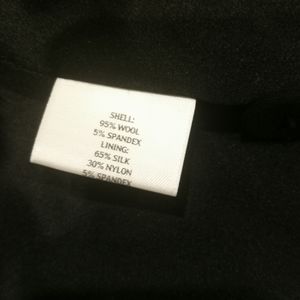 SHELL:
95% WOOL
5% SPANDEX
LINING:
65% SILK
30% NYLON
5% SPANDEX